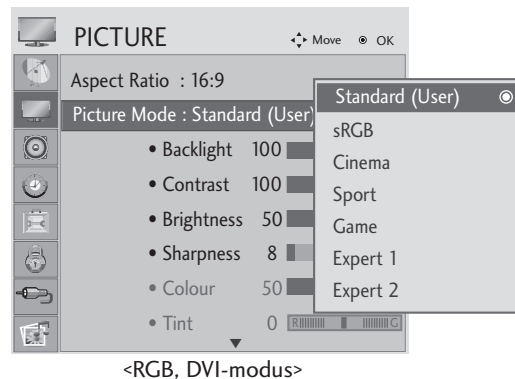 PICTURE
Move OK
Aspect Ratio : 16:9
Picture Mode : Standard (User)
• Backlight 100
• Contrast 100
• Brightness 50
• Sharpness 8
• Colour 50
• Tint 0 R G
Standard (User)
sRGB
Cinema
Sport
Game
Expert 1
Expert 2
<RGB, DVI-modus>